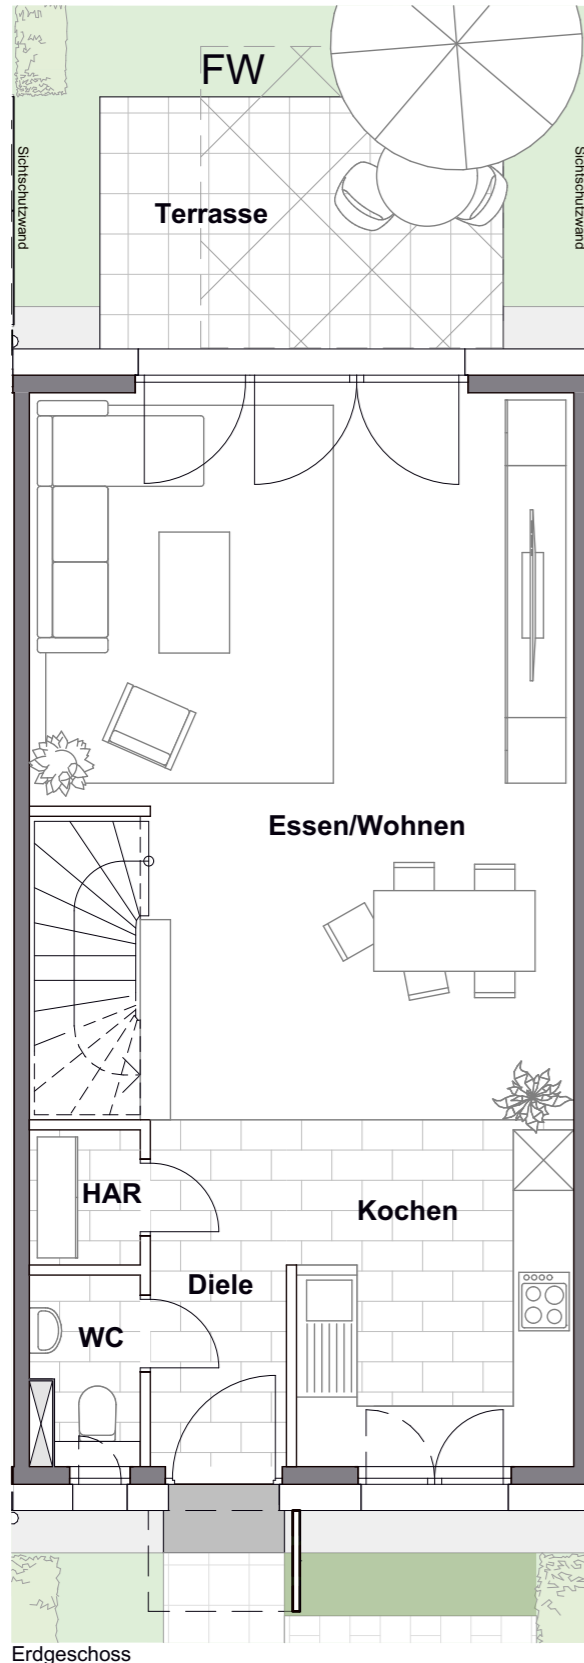 FW
Sichtschutzwand
Sichtschutzwand
Terrasse
Essen/Wohnen
HAR
Kochen
Diele
WC
Erdgeschoss